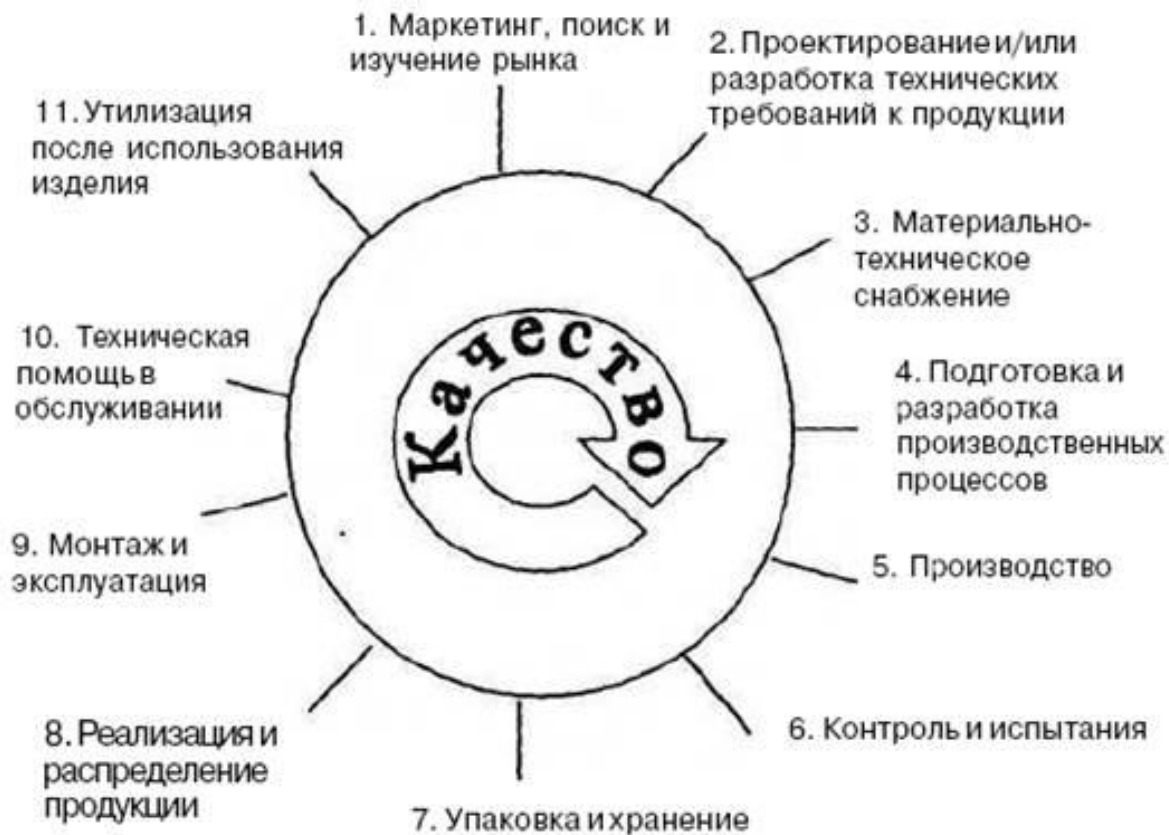 1. Маркетинг, поиск и
изучение рынка
2. Проектирование и/или
разработка технических
требований к продукции
3. Материально-
техническое
снабжение
4. Подготовка и
разработка
производственных
процессов
5. Производство
6. Контроль и испытания
7. Упаковка и хранение
8. Реализация и
распределение
продукции
9. Монтаж и
эксплуатация
10. Техническая
помощь в
обслуживании
11. Утилизация
после использования
изделия
Качество